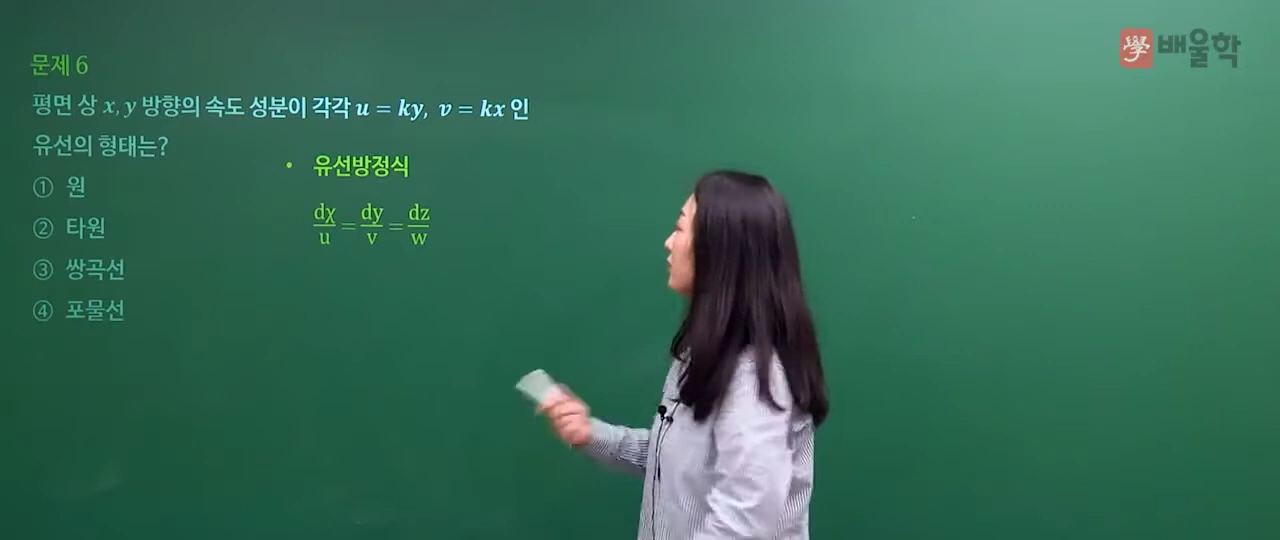 學 배울학
문제 6
평면 상 x, y 방향의 속도 성분이 각각 u = ky, v = kx 인
유선의 형태는?
① 원
② 타원
③ 쌍곡선
④ 포물선
• 유선방정식
dχ/u = dy/v = dz/w